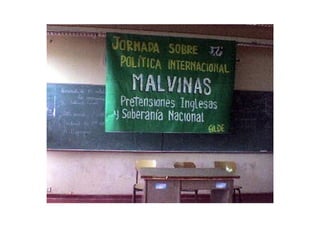 JORNADA SOBRE
POLÍTICA INTERNACIONAL
MALVINAS
Pretensiones Inglesas
y Soberanía Nacional